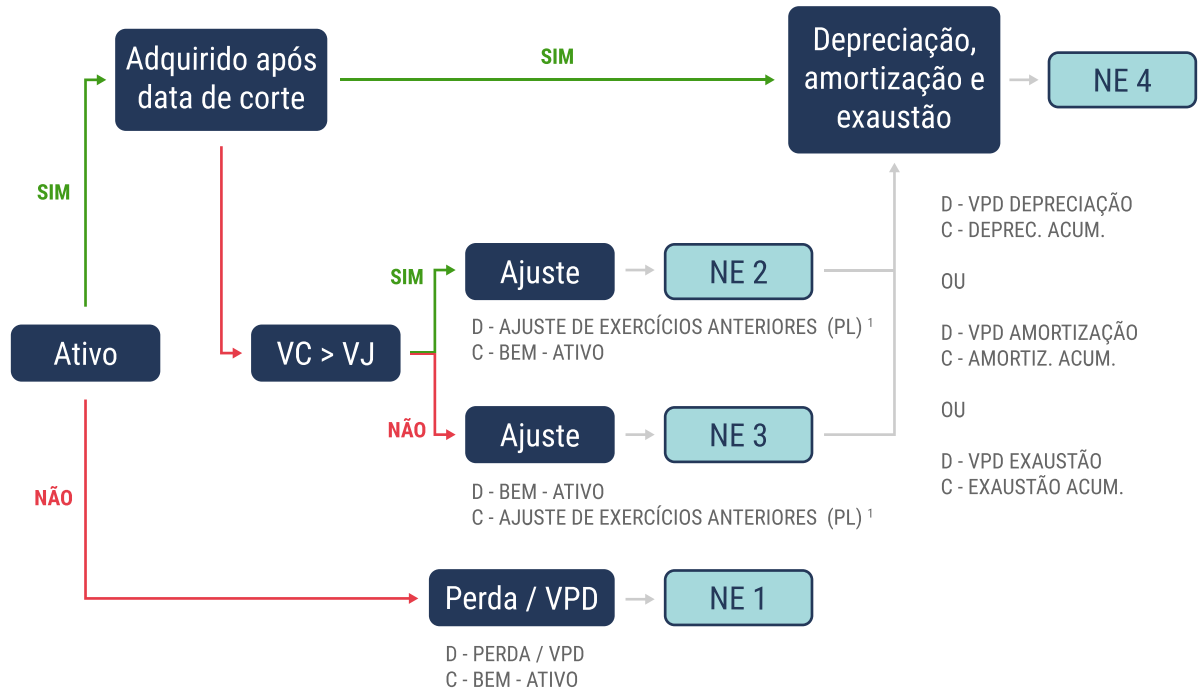 Adquirido após
data de corte
SIM
Depreciação,
amortização e
exaustão
NE 4
SIM
D - VPD DEPRECIAÇÃO
C - DEPREC. ACUM.
OU
D - VPD AMORTIZAÇÃO
C - AMORTIZ. ACUM.
OU
D - VPD EXAUSTÃO
C - EXAUSTÃO ACUM.
Ativo
VC > VJ
SIM
Ajuste
NE 2
D - AJUSTE DE EXERCÍCIOS ANTERIORES (PL) ¹
C - BEM - ATIVO
NÃO
Ajuste
NE 3
D - BEM - ATIVO
C - AJUSTE DE EXERCÍCIOS ANTERIORES (PL) ¹
NÃO
Perda / VPD
NE 1
D - PERDA / VPD
C - BEM - ATIVO